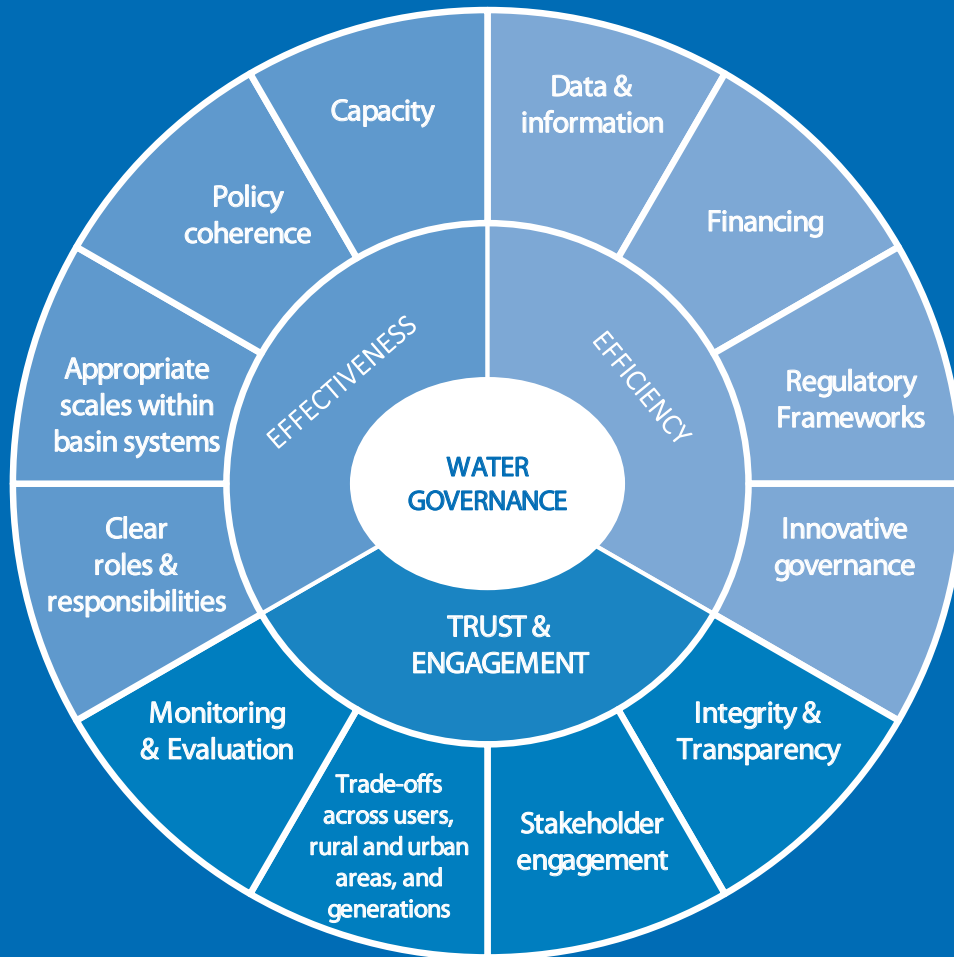 Capacity
Data &
information
Policy
coherence
Financing
Appropriate
scales within
basin systems
EFFECTIVENESS
EFFICIENCY
Regulatory
Frameworks
WATER
GOVERNANCE
Clear
roles &
responsibilities
Innovative
governance
TRUST &
ENGAGEMENT
Monitoring
& Evaluation
Trade-offs
across users,
rural and urban
areas, and
generations
Stakeholder
engagement
Integrity &
Transparency